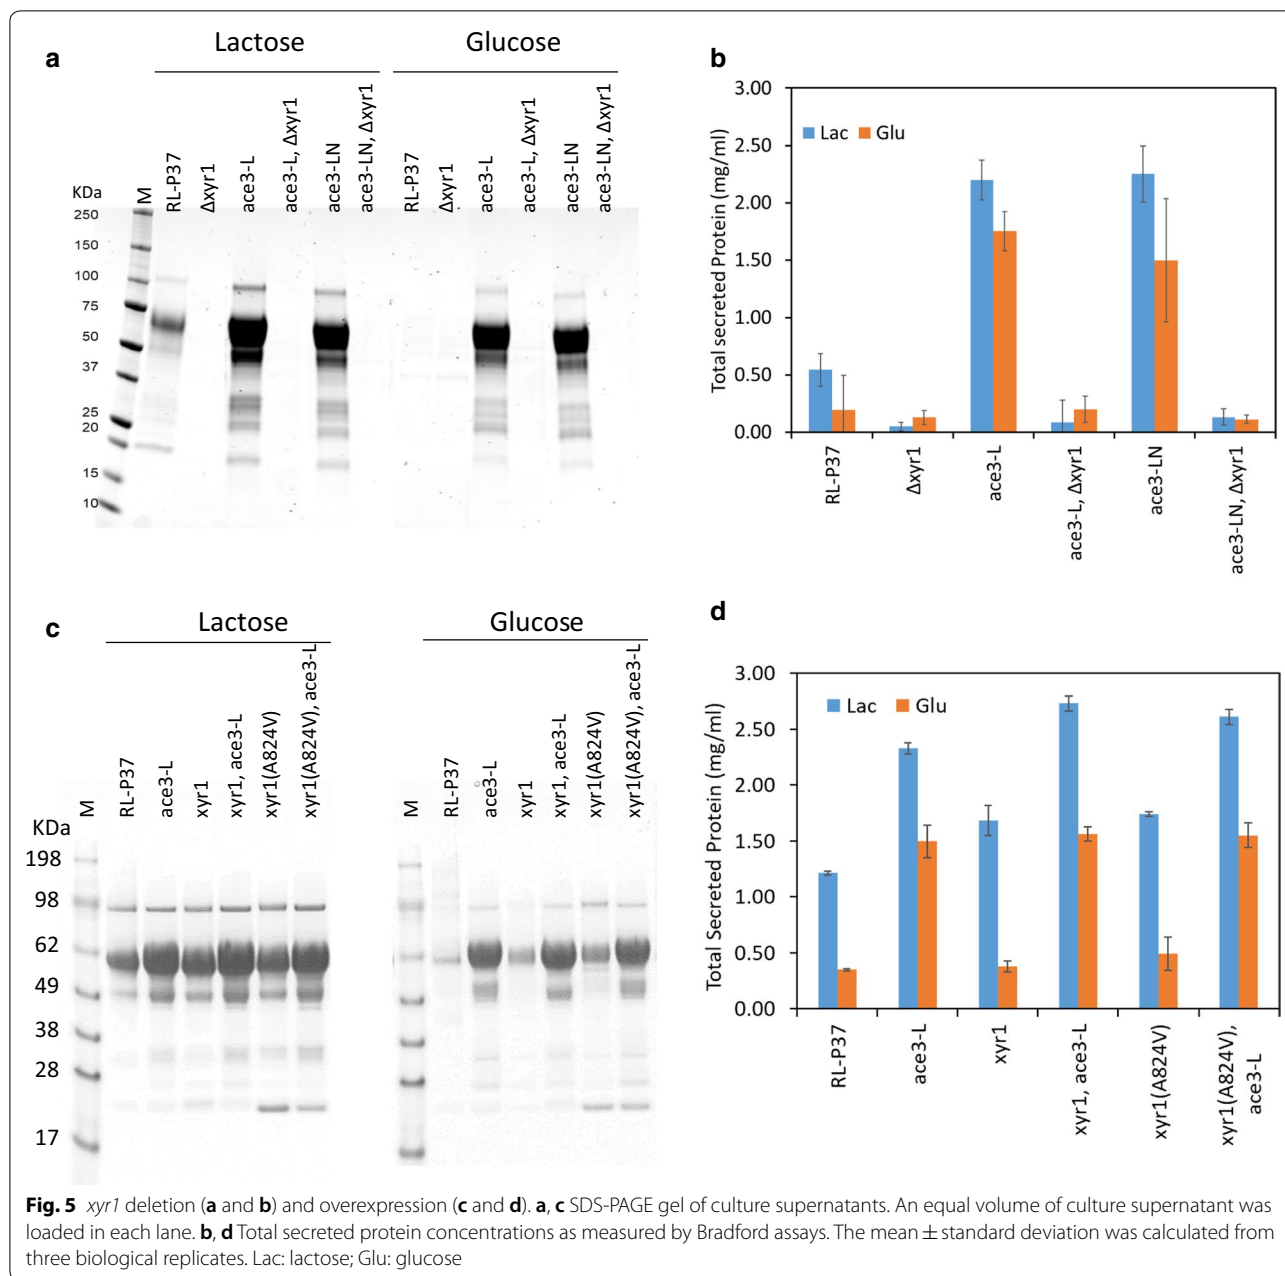 a
Lactose
Glucose
KDa
M
RL-P37
Δxyr1
ace3-L
ace3-L, Δxyr1
ace3-LN
ace3-LN, Δxyr1
RL-P37
Δxyr1
ace3-L
ace3-L, Δxyr1
ace3-LN
ace3-LN, Δxyr1
250
150
100
75
50
37
25
20
15
10
b
Total secreted Protein (mg/ml)
3.00
2.50
2.00
1.50
1.00
0.50
0.00
Lac
Glu
RL-P37
Δxyr1
ace3-L
ace3-L, Δxyr1
ace3-LN
ace3-LN, Δxyr1
c
Lactose
Glucose
KDa
M
RL-P37
ace3-L
xyr1
xyr1, ace3-L
xyr1(A824V)
xyr1(A824V), ace3-L
M
RL-P37
ace3-L
xyr1
xyr1, ace3-L
xyr1(A824V)
xyr1(A824V), ace3-L
198
98
62
49
38
28
17
d
Total Secreted Protein (mg/ml)
3.00
2.50
2.00
1.50
1.00
0.50
0.00
Lac
Glu
RL-P37
ace3-L
xyr1
xyr1, ace3-L
xyr1(A824V)
xyr1(A824V),
ace3-L
Fig. 5 xyr1 deletion (a and b) and overexpression (c and d). a, c SDS-PAGE gel of culture supernatants. An equal volume of culture supernatant was
loaded in each lane. b, d Total secreted protein concentrations as measured by Bradford assays. The mean ± standard deviation was calculated from
three biological replicates. Lac: lactose; Glu: glucose